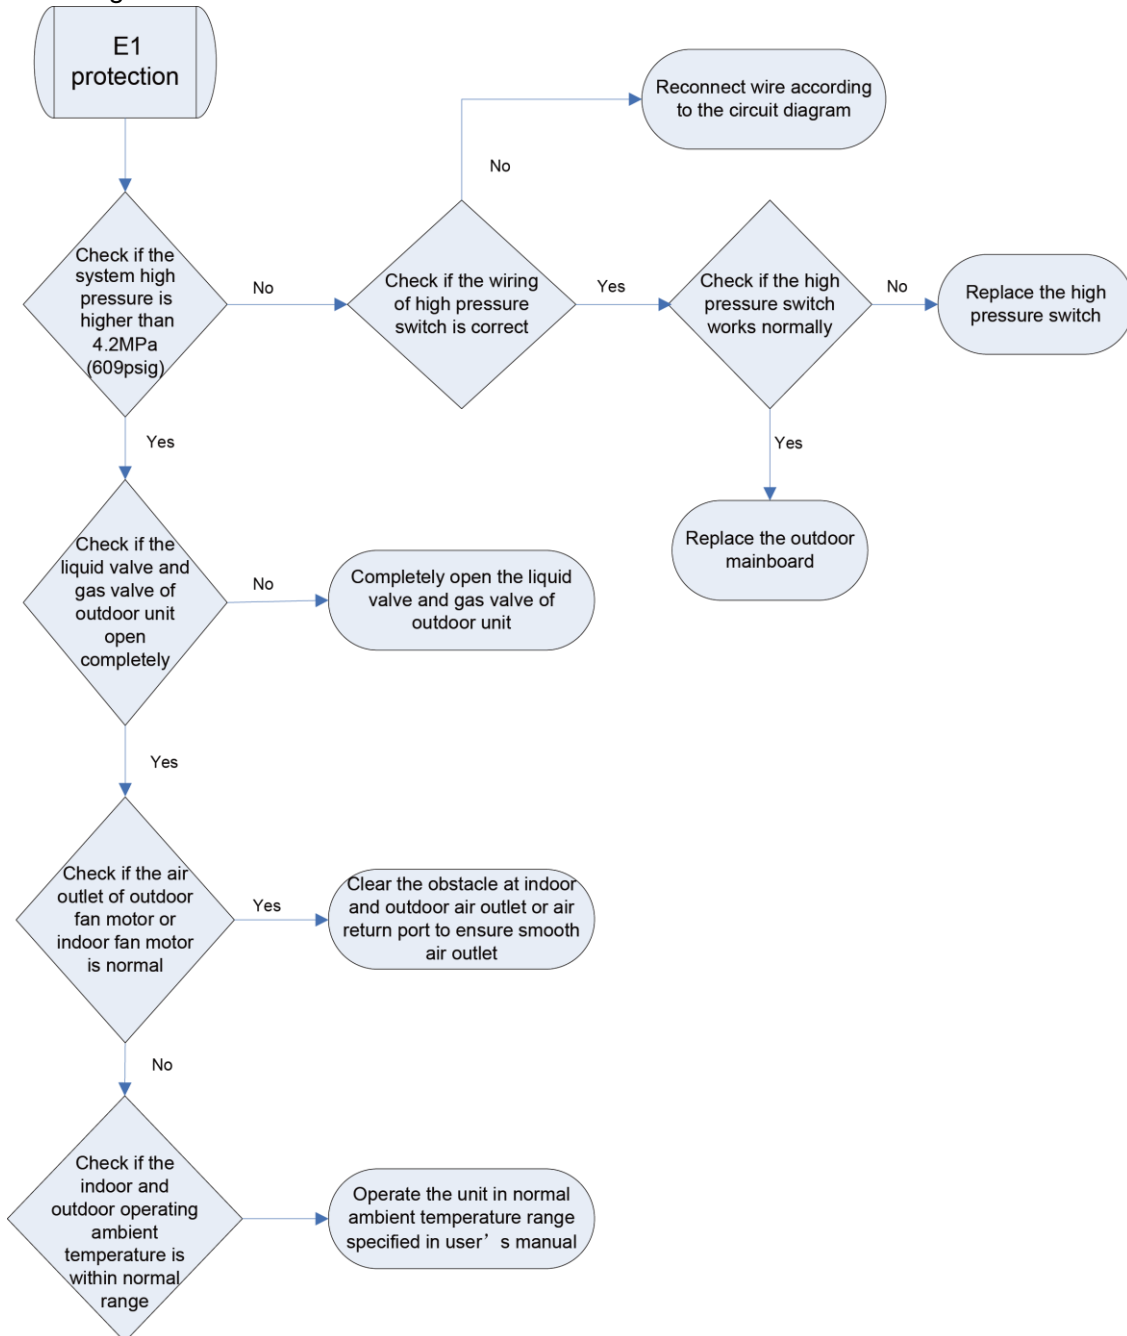 E1
protection
Reconnect wire according
to the circuit diagram
No
Check if the
system high
pressure is
higher than
4.2MPa
(609psig)
No
Check if the wiring
of high pressure
switch is correct
Yes
Check if the high
pressure switch
works normally
No
Replace the high
pressure switch
Yes
Yes
Replace the outdoor
mainboard
Check if the
liquid valve and
gas valve of
outdoor unit
open
completely
No
Completely open the liquid
valve and gas valve of
outdoor unit
Yes
Check if the air
outlet of outdoor
fan motor or
indoor fan motor
is normal
Yes
Clear the obstacle at indoor
and outdoor air outlet or air
return port to ensure smooth
air outlet
No
Check if the
indoor and
outdoor operating
ambient
temperature is
within normal
range
Operate the unit in normal
ambient temperature range
specified in user’s manual